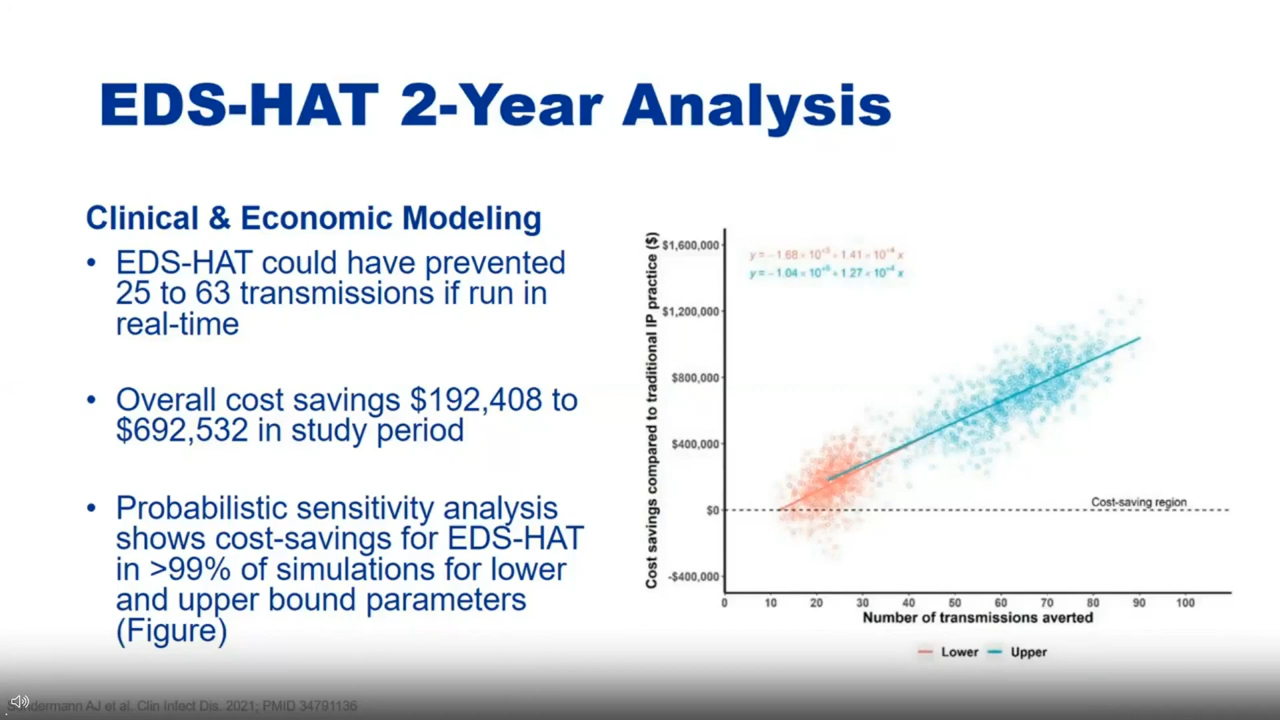 EDS-HAT 2-Year Analysis
Clinical & Economic Modeling
• EDS-HAT could have prevented
25 to 63 transmissions if run in
real-time
• Overall cost savings $192,408 to
$692,532 in study period
• Probabilistic sensitivity analysis
shows cost-savings for EDS-HAT
in >99% of simulations for lower
and upper bound parameters
(Figure)
Cost savings compared to traditional IP practice ($)
$1,600,000
$1,200,000
$800,000
$400,000
$0
-$400,000
Cost-saving region
0 10 20 30 40 50 60 70 80 90 100
Number of transmissions averted
Lower Upper
AJ et al. Clin Infect Dis. 2021; PMID 34791136